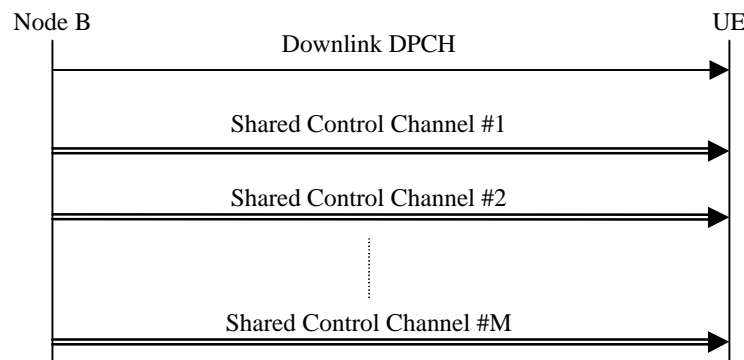 Node B
UE
Downlink DPCH
Shared Control Channel #1
Shared Control Channel #2
Shared Control Channel #M